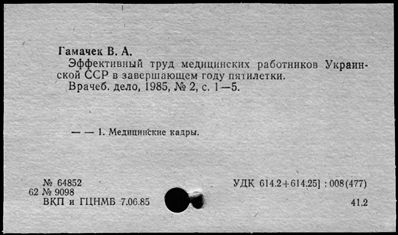 Гамачек В. А.
Эффективный труд медицинских работников Украин-
ской ССР в завершающем году пятилетки.
Врачеб. дело, 1985, № 2, с. 1—5.
— — 1. Медицинские кадры.
№ 64852
62 № 9098
ВКП и ГЦНМБ 7.06.85
УДК 614.2+614.25] : 008 (477)
41.2